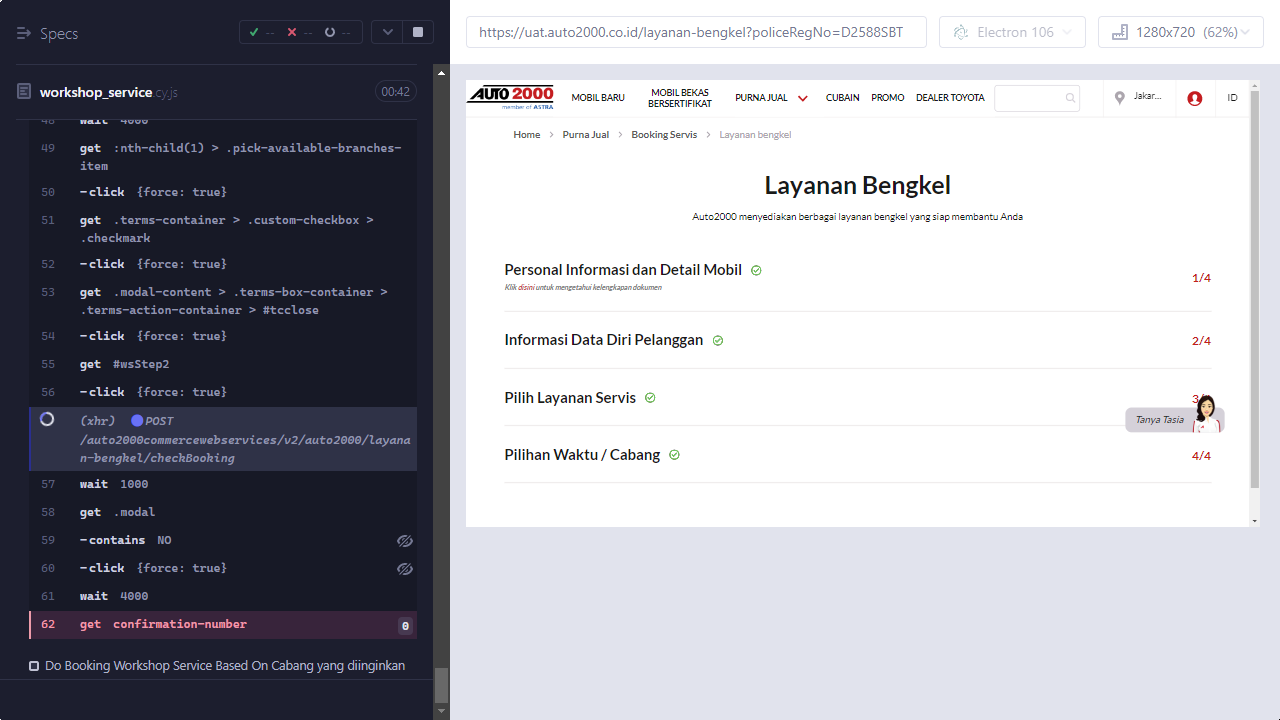 Specs
--
--
--
workshop_service.cy.js
00:42
48 wait 4000
49 get :nth-child(1) > .pick-available-branches-
item
50 -click {force: true}
51 get .terms-container > .custom-checkbox >
.checkmark
52 -click {force: true}
53 get .modal-content > .terms-box-container >
.terms-action-container > #tcclose
54 -click {force: true}
55 get #wsStep2
56 -click {force: true}
(xhr) POST
/auto2000commercewebservices/v2/auto2000/layana
n-bengkel/checkBooking
57 wait 1000
58 get .modal
59 -contains NO
60 -click {force: true}
61 wait 4000
62 get confirmation-number 0
Do Booking Workshop Service Based On Cabang yang diinginkan
https://uat.auto2000.co.id/layanan-bengkel?policeRegNo=D2588SBT
Electron 106
1280x720 (62%)
AUTO 2000
member of ASTRA
MOBIL BARU
MOBIL BEKAS
BERSERTIFIKAT
PURNA JUAL
CUBAIN
PROMO
DEALER TOYOTA
Jakar...
ID
Home > Purna Jual > Booking Servis > Layanan bengkel
Layanan Bengkel
Auto2000 menyediakan berbagai layanan bengkel yang siap membantu Anda
Personal Informasi dan Detail Mobil
Klik disini untuk mengetahui kelengkapan dokumen
1/4
Informasi Data Diri Pelanggan
2/4
Pilih Layanan Servis
Tanya Tasia
Pilihan Waktu / Cabang
4/4